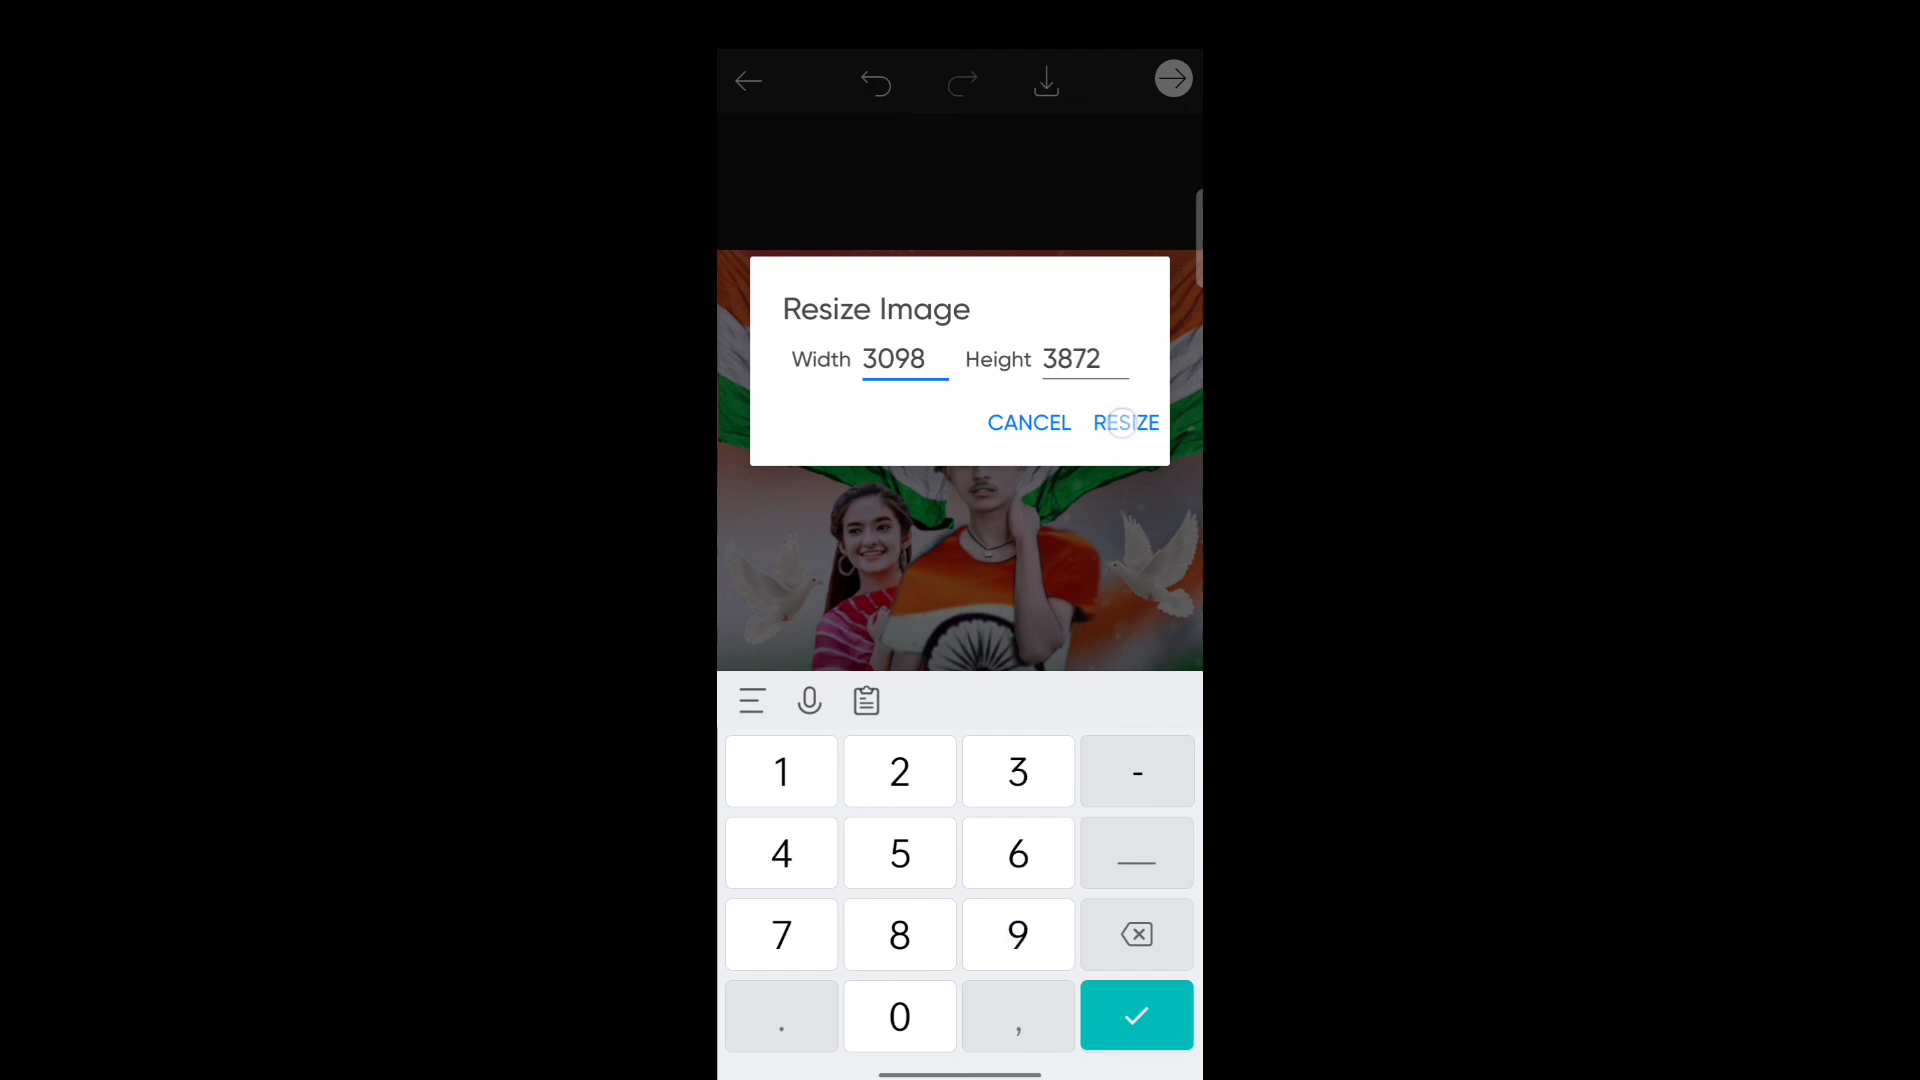 Resize Image
Width 3098 Height 3872
CANCEL RESIZE
1 2 3 -
4 5 6
7 8 9
. 0 ,